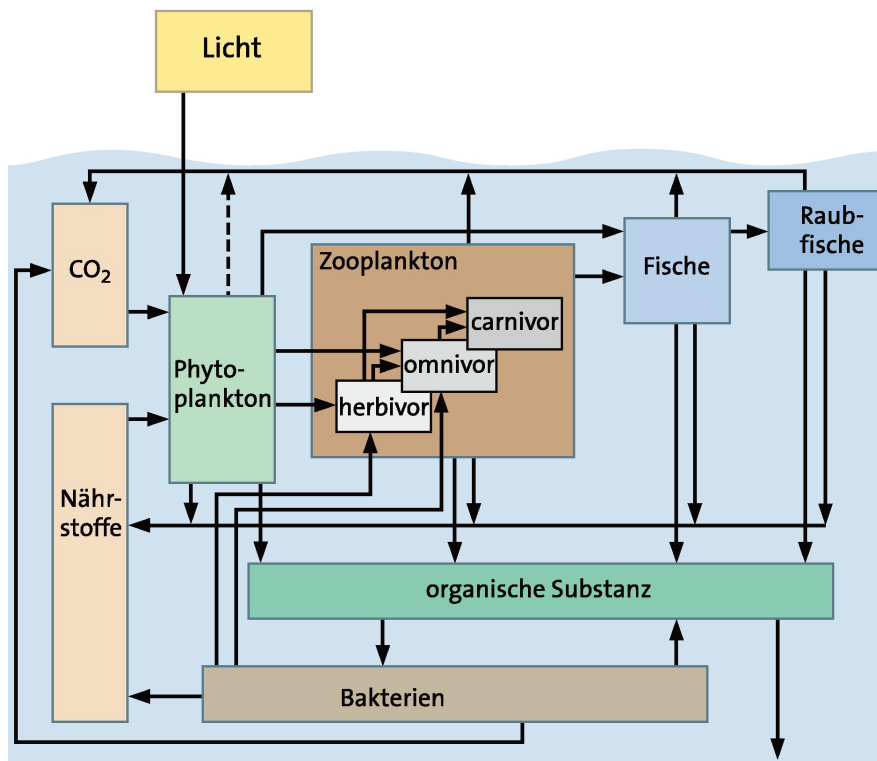 Licht
CO₂
Zooplankton
Fische
Raub-
fische
carnivor
omnivor
herbivor
Phyto-
plankton
Nähr-
stoffe
organische Substanz
Bakterien